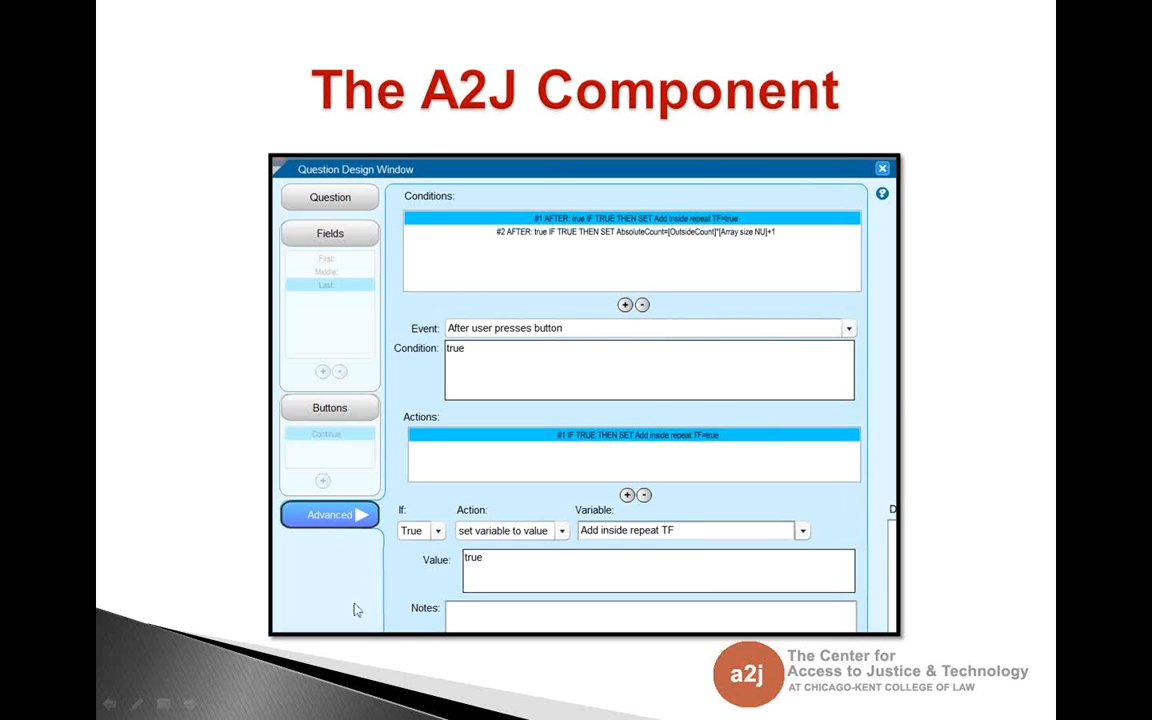 The A2J Component
Question Design Window
Question
Fields
First:
Middle:
Last:
Buttons
Continue
Advanced
Conditions:
#1 AFTER: true IF TRUE THEN SET Add inside repeat TF=true
#2 AFTER: true IF TRUE THEN SET AbsoluteCount=[OutsideCount]*[Array size NU]+1
+ -
Event: After user presses button
Condition: true
Actions:
#1 IF TRUE THEN SET Add inside repeat TF=true
+ -
If: Action: Variable:
True set variable to value Add inside repeat TF
Value: true
Notes:
D
a2j
The Center for
Access to Justice & Technology
AT CHICAGO-KENT COLLEGE OF LAW